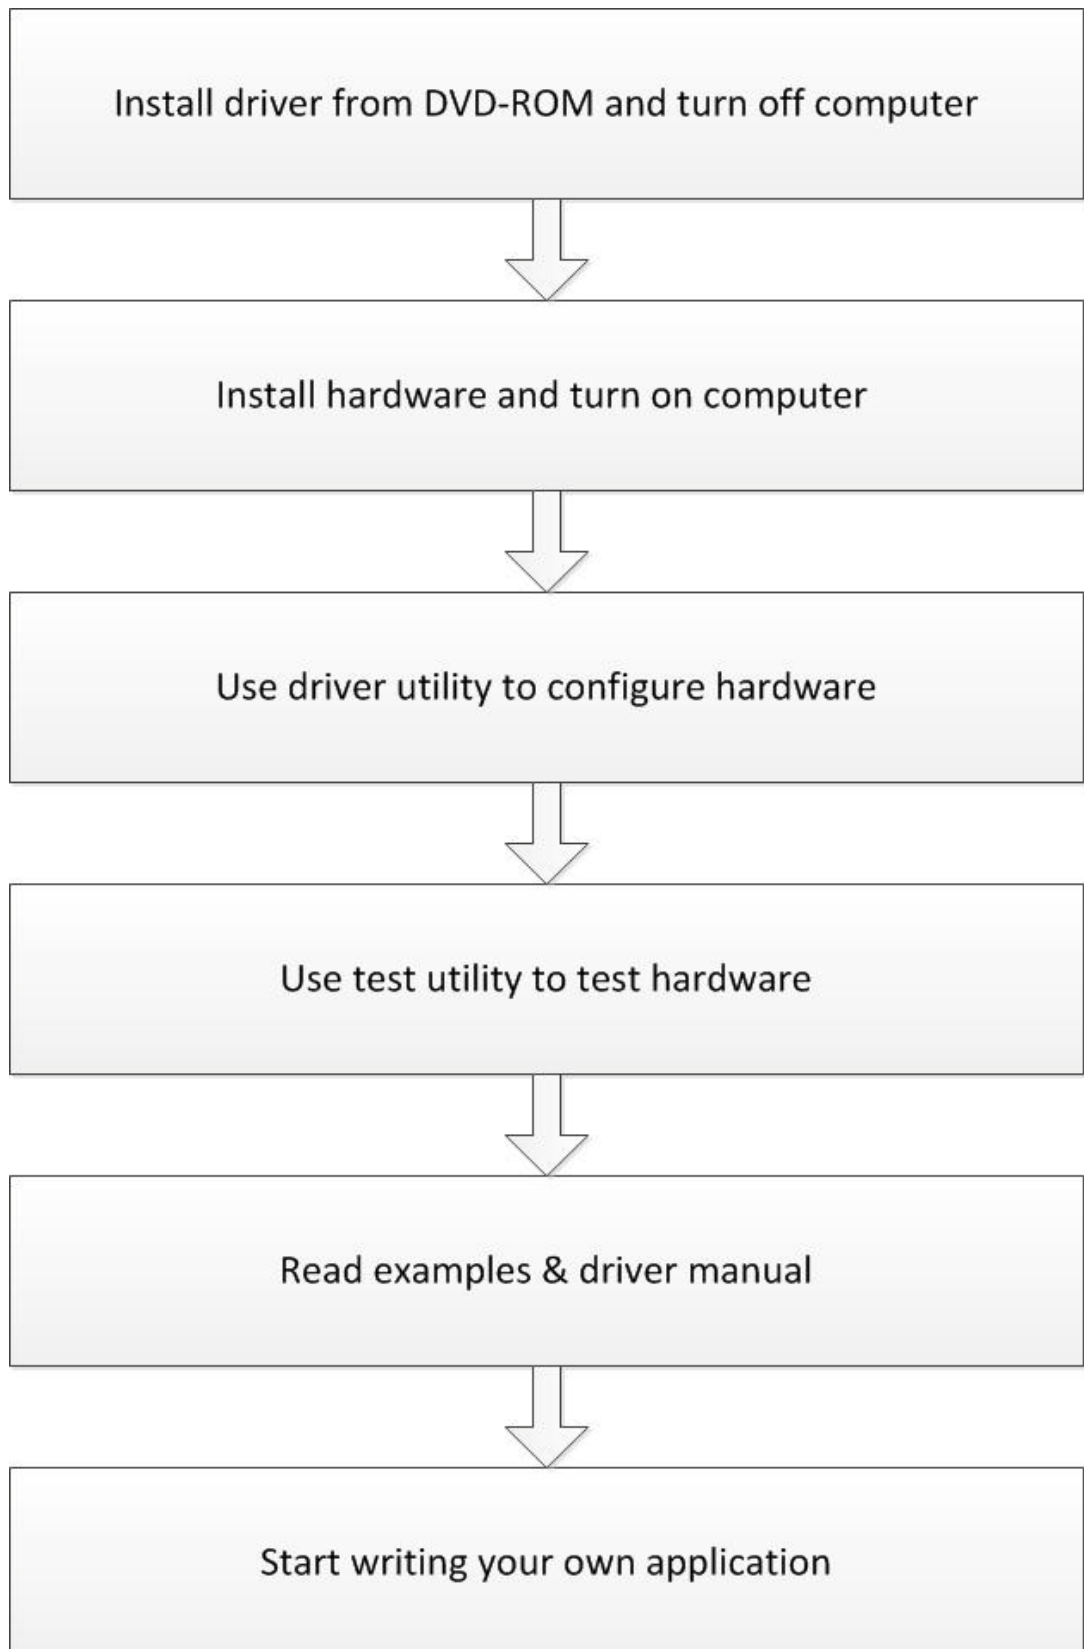 Install driver from DVD-ROM and turn off computer
Install hardware and turn on computer
Use driver utility to configure hardware
Use test utility to test hardware
Read examples & driver manual
Start writing your own application